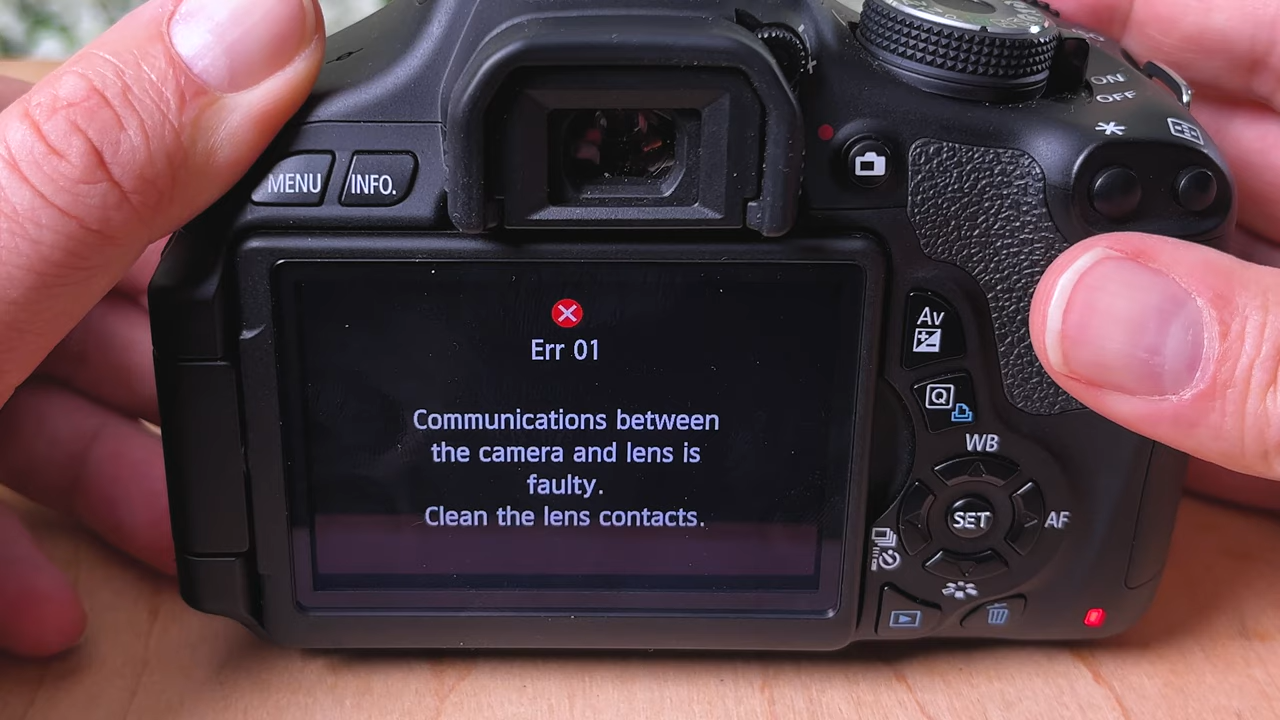 ON
OFF
MENU
INFO.
Av
Q
Err 01
Communications between
the camera and lens is
faulty.
Clean the lens contacts.
WB
SET
AF